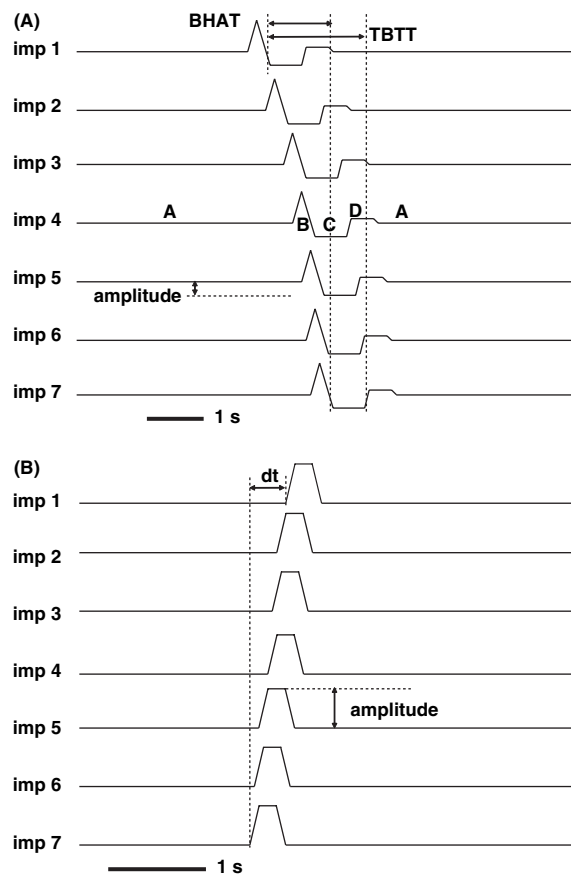 (A)
BHAT
TBTT
imp 1
imp 2
imp 3
imp 4
A
B
C
D
A
imp 5
amplitude
imp 6
imp 7
1 s
(B)
dt
imp 1
imp 2
imp 3
imp 4
imp 5
amplitude
imp 6
imp 7
1 s